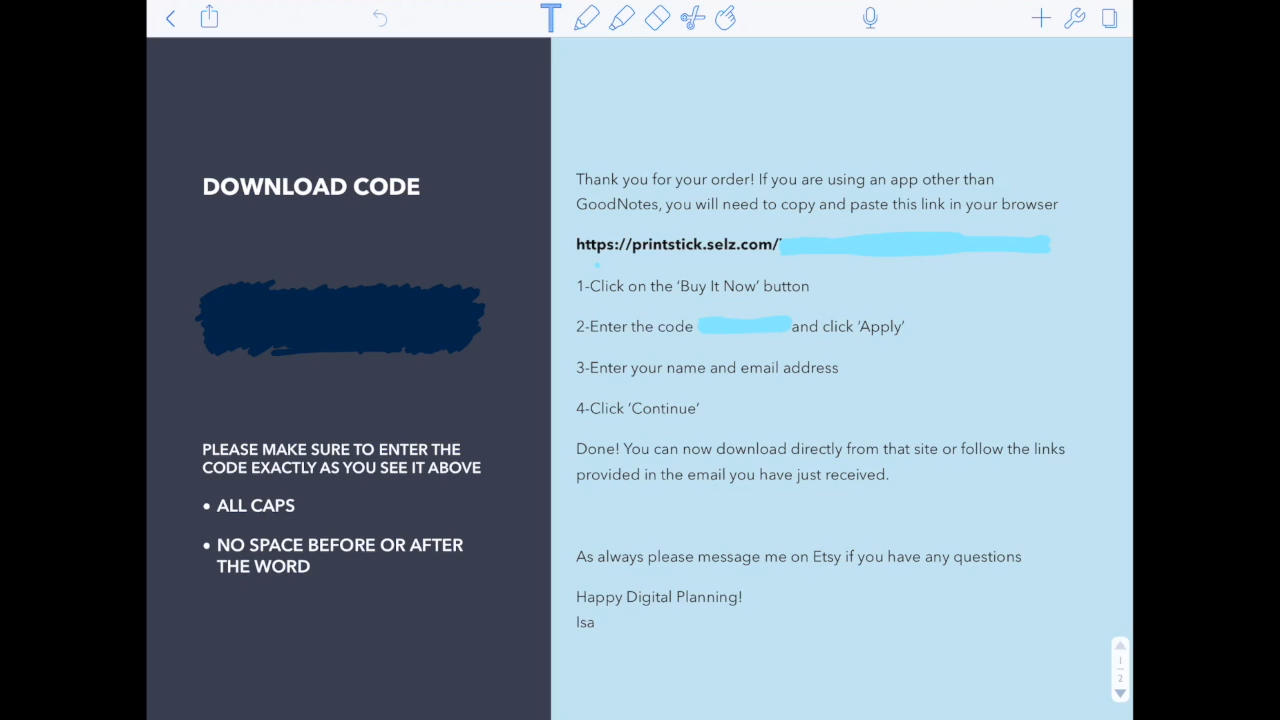 DOWNLOAD CODE
PLEASE MAKE SURE TO ENTER THE
CODE EXACTLY AS YOU SEE IT ABOVE
• ALL CAPS
• NO SPACE BEFORE OR AFTER
THE WORD
Thank you for your order! If you are using an app other than
GoodNotes, you will need to copy and paste this link in your browser
https://printstick.selz.com/
1-Click on the ‘Buy It Now’ button
2-Enter the code and click ‘Apply’
3-Enter your name and email address
4-Click ‘Continue’
Done! You can now download directly from that site or follow the links
provided in the email you have just received.
As always please message me on Etsy if you have any questions
Happy Digital Planning!
Isa
1
2